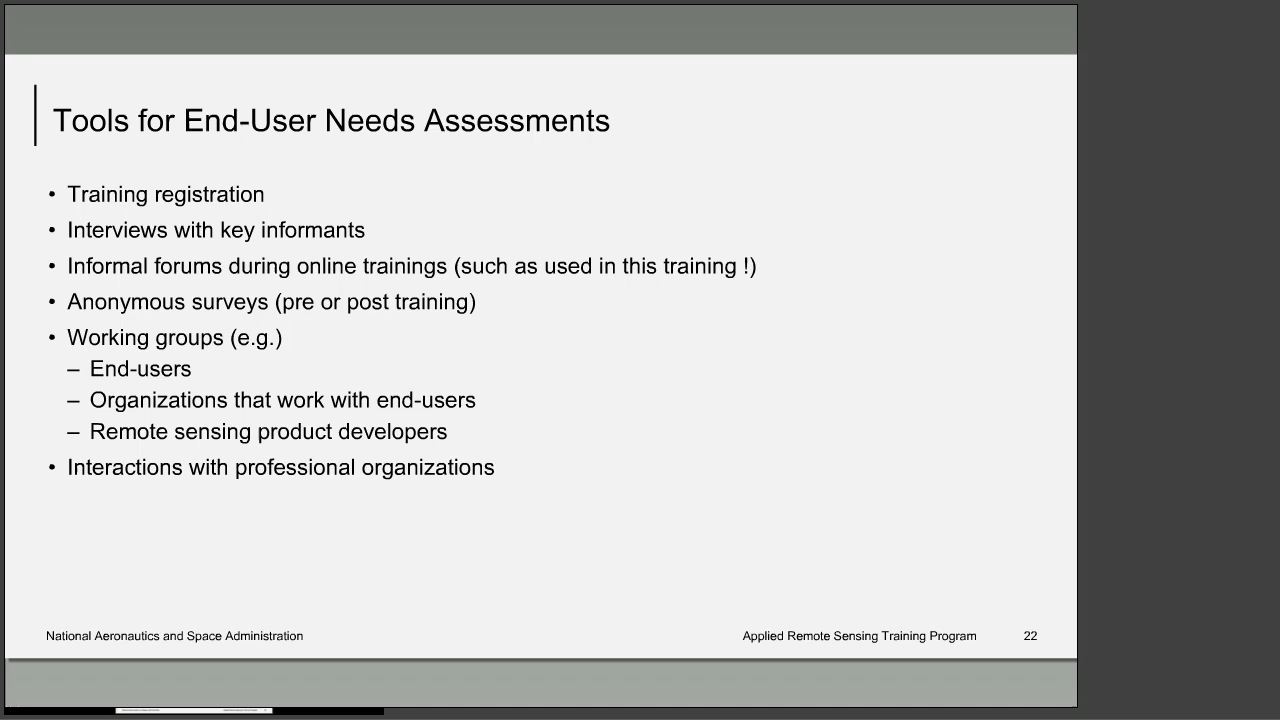 Tools for End-User Needs Assessments
• Training registration
• Interviews with key informants
• Informal forums during online trainings (such as used in this training !)
• Anonymous surveys (pre or post training)
• Working groups (e.g.)
– End-users
– Organizations that work with end-users
– Remote sensing product developers
• Interactions with professional organizations
National Aeronautics and Space Administration
Applied Remote Sensing Training Program
22